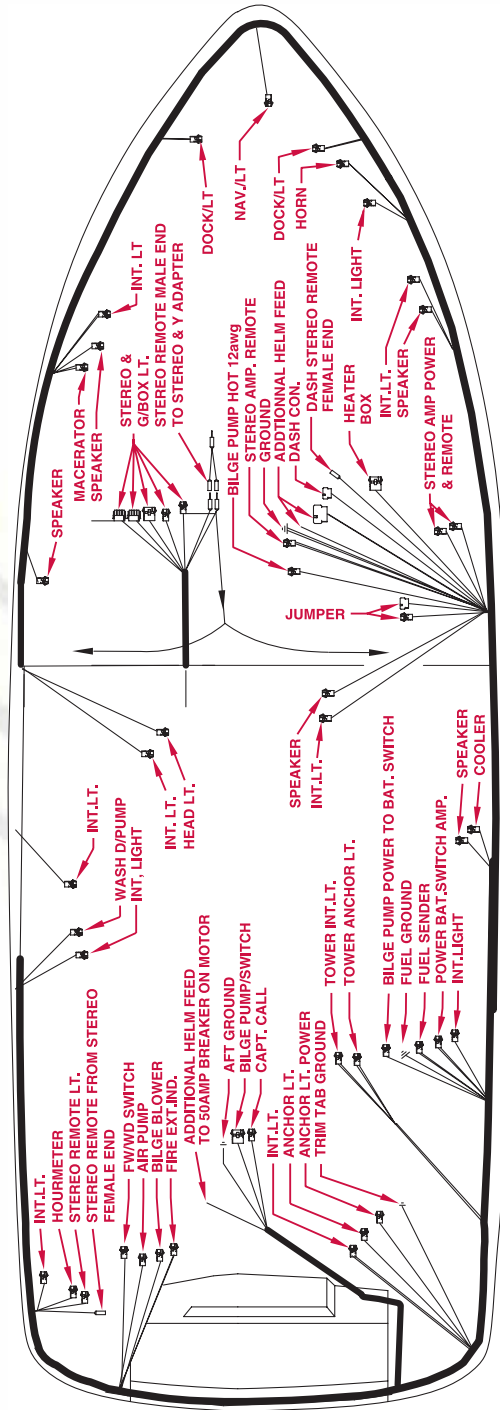 DOCK/LT
NAV./LT
DOCK/LT
HORN
INT. LIGHT
INT. LT
SPEAKER
MACERATOR
SPEAKER
STEREO &
G/BOX LT.
STEREO REMOTE MALE END
TO STEREO & Y ADAPTER
BILGE PUMP HOT 12awg
STEREO AMP. REMOTE
GROUND
ADDTIONNAL HELM FEED
DASH CON.
DASH STEREO REMOTE
FEMALE END
HEATER
BOX
INT.LT.
SPEAKER
STEREO AMP POWER
& REMOTE
JUMPER
INT. LT.
HEAD LT.
SPEAKER
INT.LT.
INT.LT.
WASH D/PUMP
INT, LIGHT
SPEAKER
COOLER
TOWER INT.LT.
TOWER ANCHOR LT.
BILGE PUMP POWER TO BAT. SWITCH
FUEL GROUND
FUEL SENDER
POWER BAT.SWITCH AMP.
INT.LIGHT
INT.LT.
HOURMETER
STEREO REMOTE LT.
STEREO REMOTE FROM STEREO
FEMALE END
FW/WD SWITCH
AIR PUMP
BILGE BLOWER
FIRE EXT.IND.
ADDITIONAL HELM FEED
TO 50AMP BREAKER ON MOTOR
AFT GROUND
BILGE PUMP/SWITCH
CAPT. CALL
INT.LT.
ANCHOR LT.
ANCHOR LT. POWER
TRIM TAB GROUND